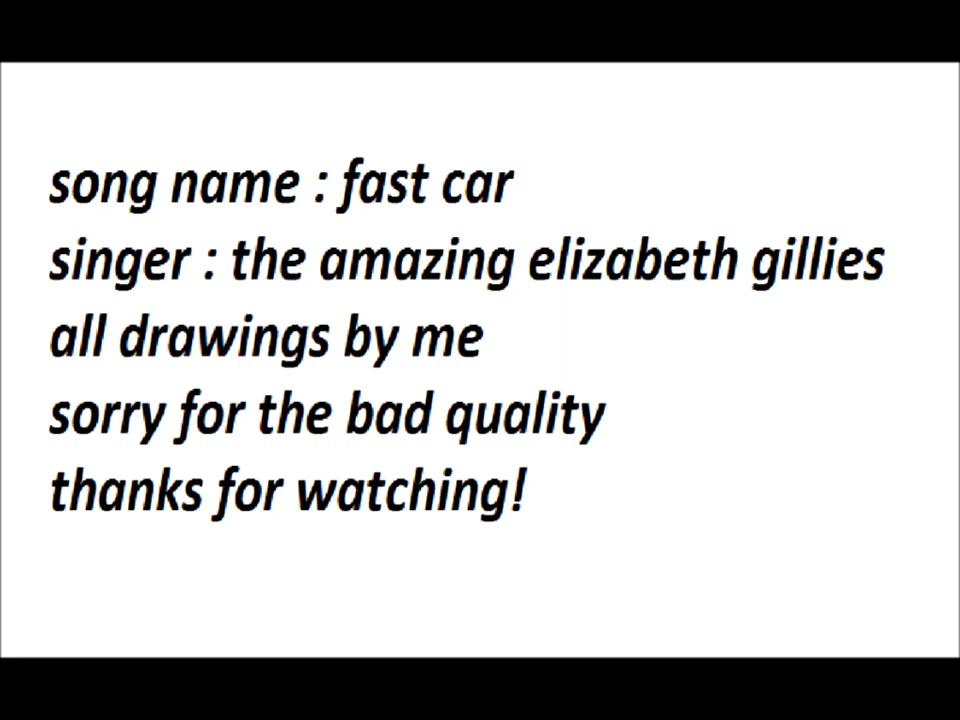 song name : fast car
singer : the amazing elizabeth gillies
all drawings by me
sorry for the bad quality
thanks for watching!